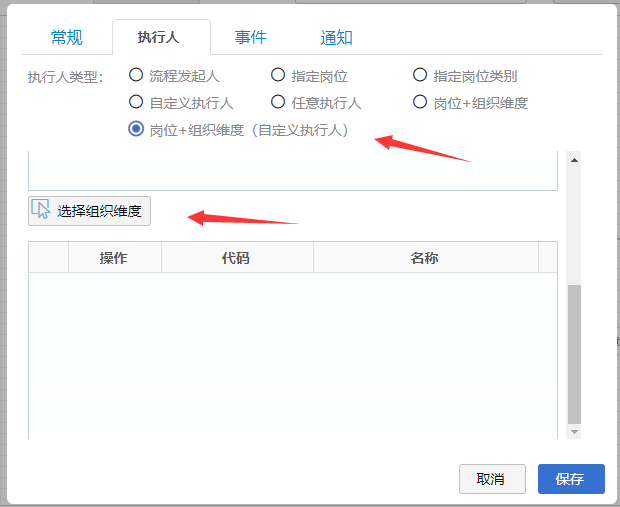 常规 执行人 事件 通知
执行人类型： 流程发起人 指定岗位 指定岗位类别
自定义执行人 任意执行人 岗位+组织维度
岗位+组织维度（自定义执行人）
选择组织维度
操作 代码 名称
取消 保存